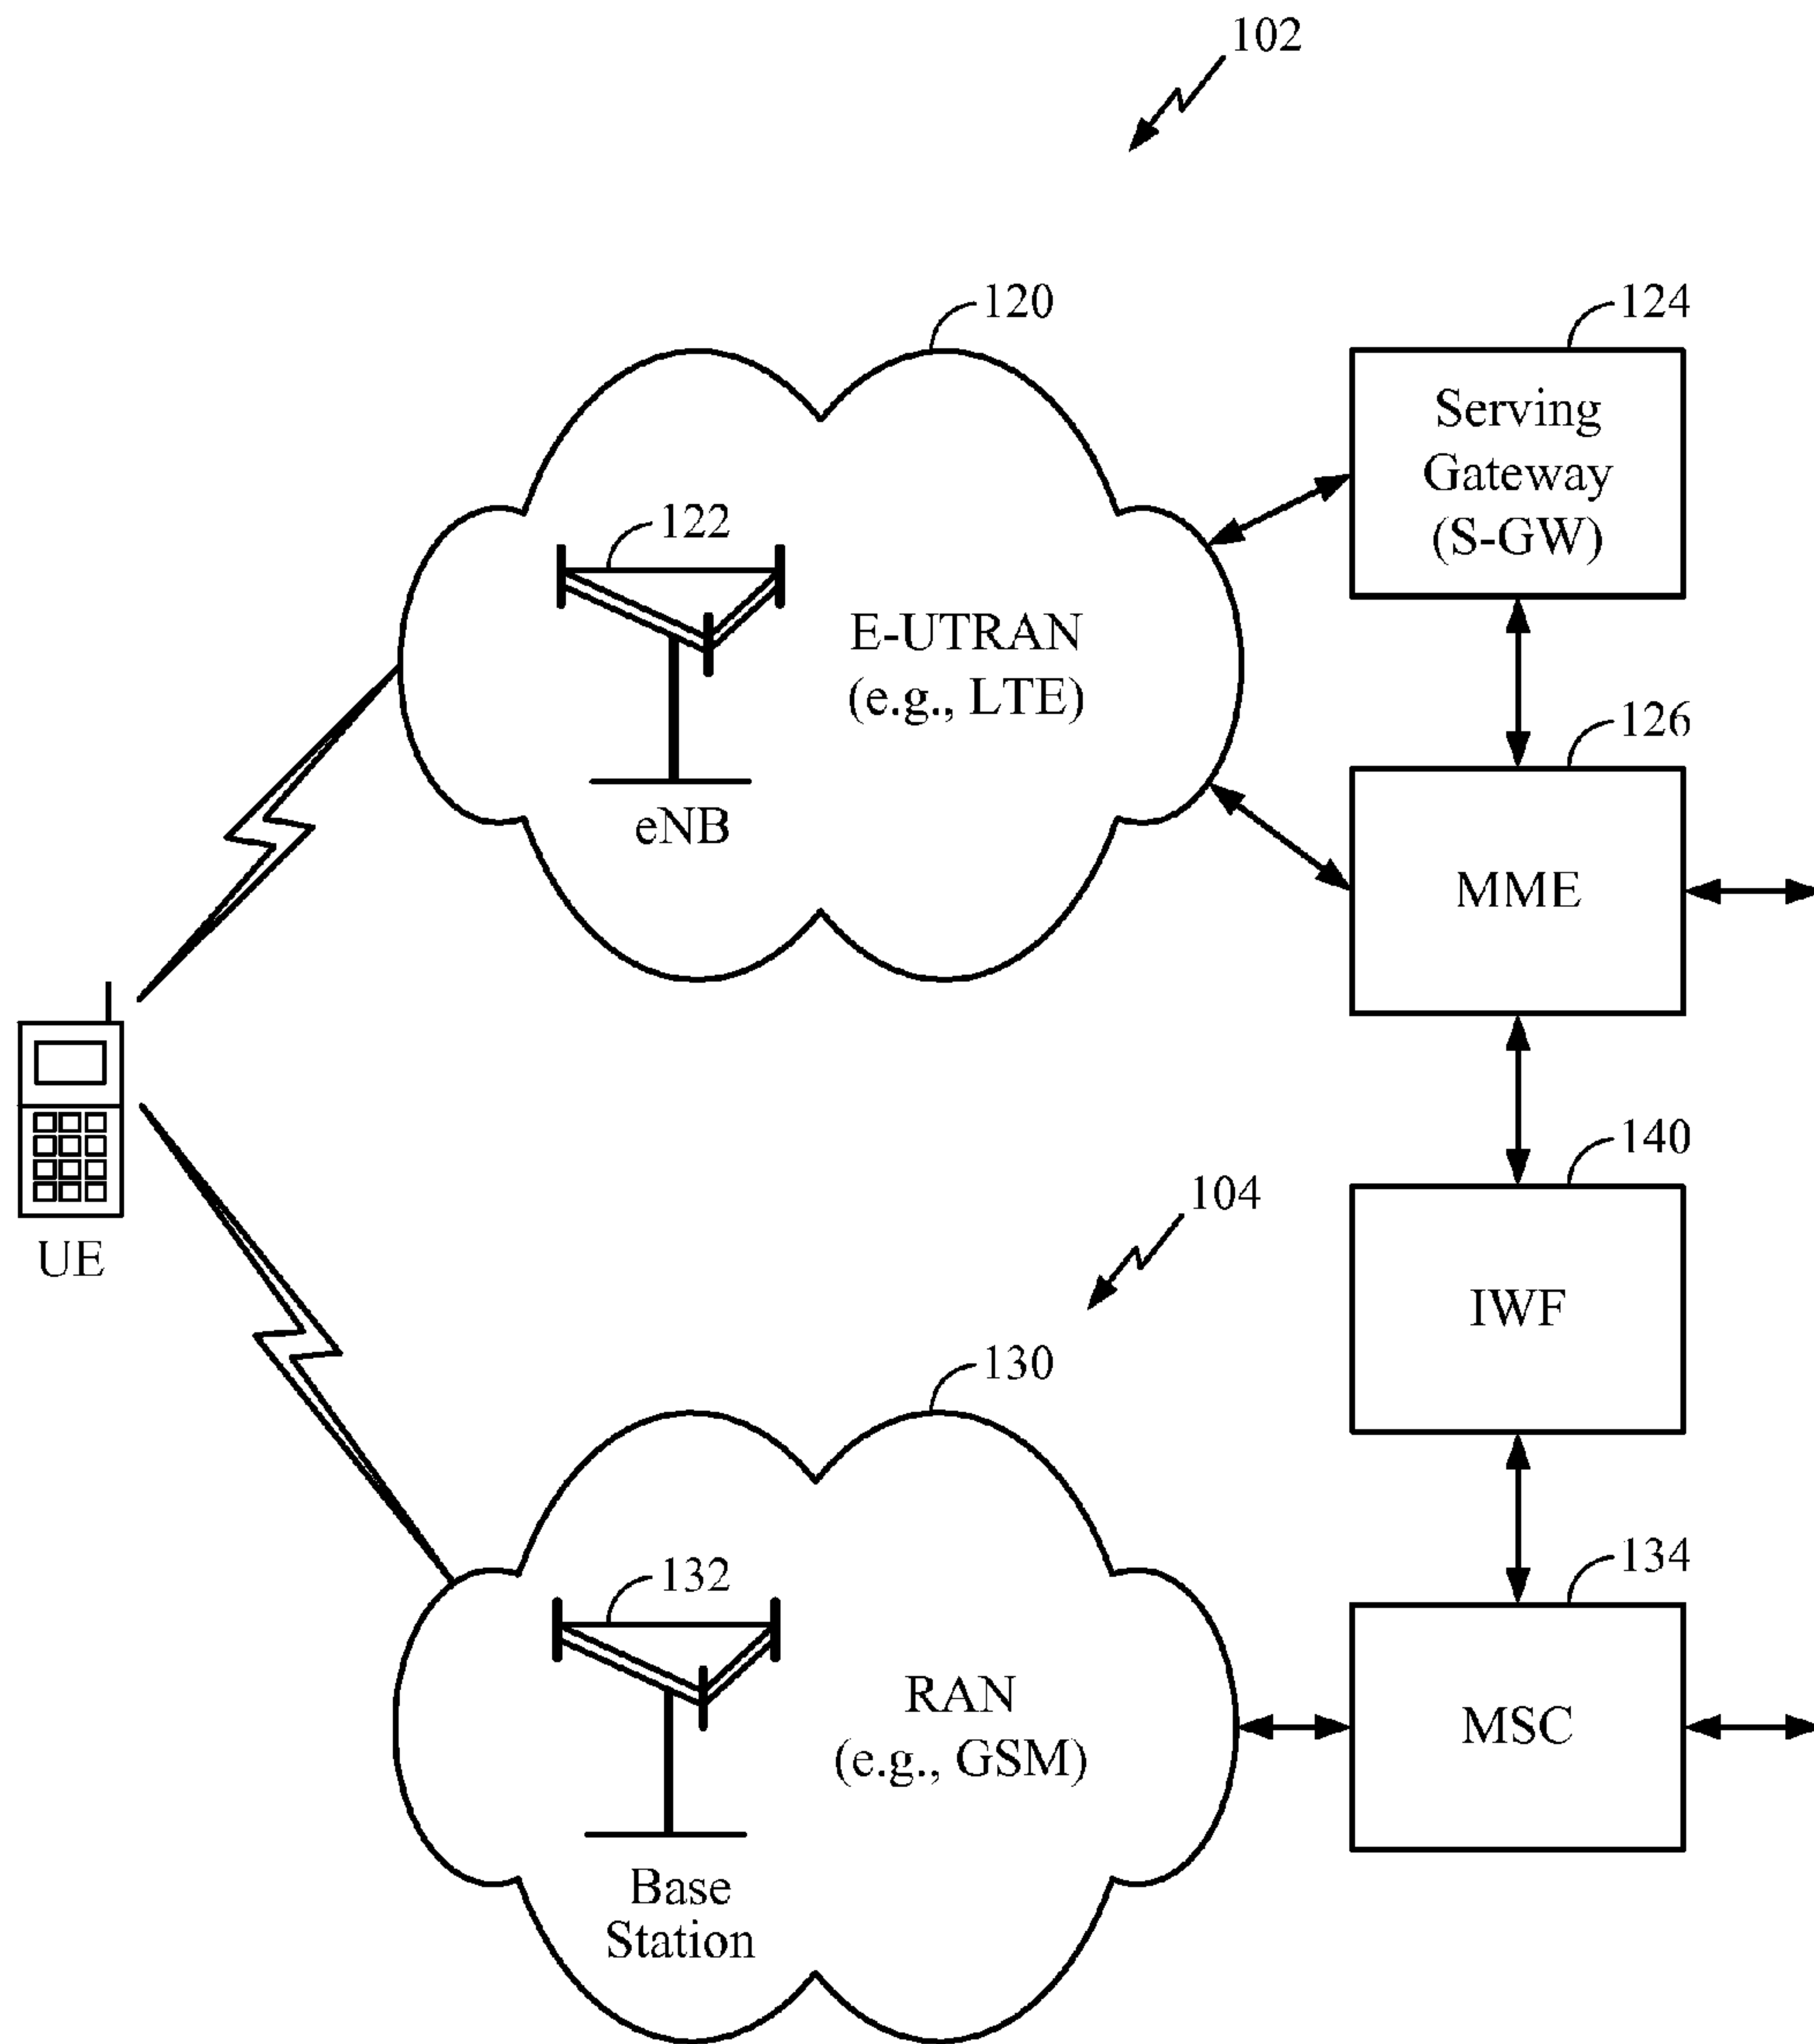 102
120
124
Serving
Gateway
(S-GW)
122
E-UTRAN
(e.g., LTE)
eNB
126
MME
UE
140
IWF
104
130
132
RAN
(e.g., GSM)
Base
Station
134
MSC